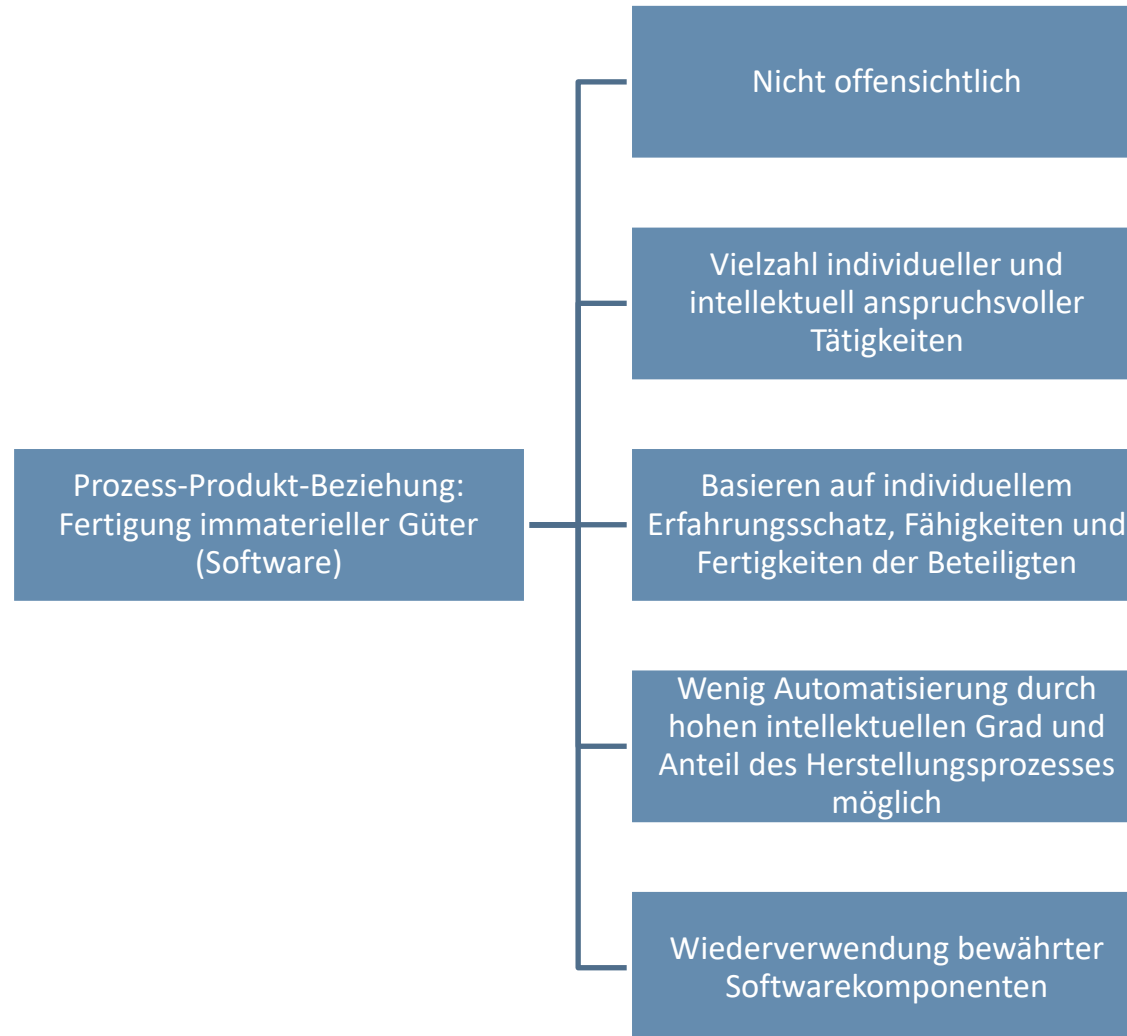 Nicht offensichtlich
Vielzahl individueller und
intellektuell anspruchsvoller
Tätigkeiten
Prozess-Produkt-Beziehung:
Fertigung immaterieller Güter
(Software)
Basieren auf individuellem
Erfahrungsschatz, Fähigkeiten und
Fertigkeiten der Beteiligten
Wenig Automatisierung durch
hohen intellektuellen Grad und
Anteil des Herstellungsprozesses
möglich
Wiederverwendung bewährter
Softwarekomponenten